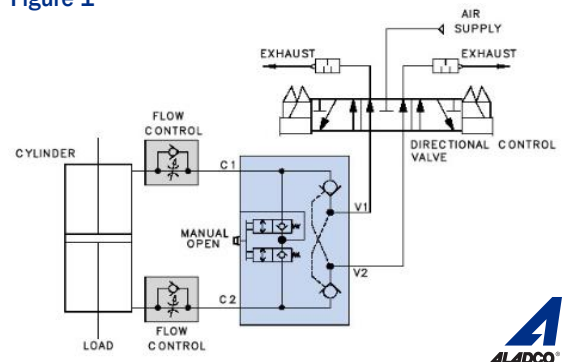 Figure 1
AIR
SUPPLY
EXHAUST
EXHAUST
FLOW
CONTROL
DIRECTIONAL CONTROL
VALVE
CYLINDER
C1
V1
MANUAL
OPEN
V2
C2
LOAD
FLOW
CONTROL
ALADCO®